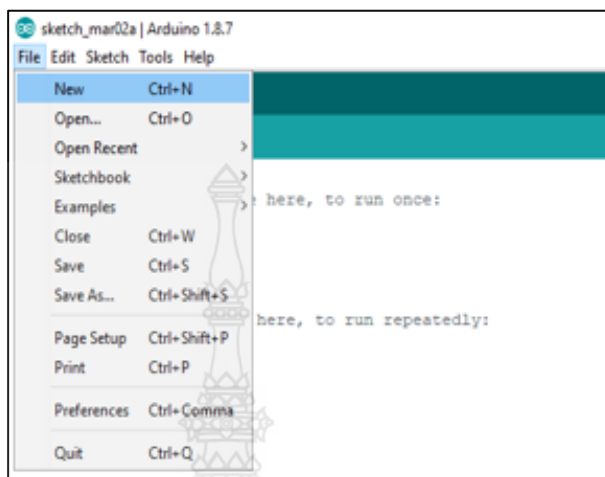 sketch_mar02a | Arduino 1.8.7
File Edit Sketch Tools Help
New Ctrl+N
Open... Ctrl+O
Open Recent >
Sketchbook >
Examples >
Close Ctrl+W
Save Ctrl+S
Save As... Ctrl+Shift+S
Page Setup Ctrl+Shift+P
Print Ctrl+P
Preferences Ctrl+Comma
Quit Ctrl+Q
here, to run once:
here, to run repeatedly: